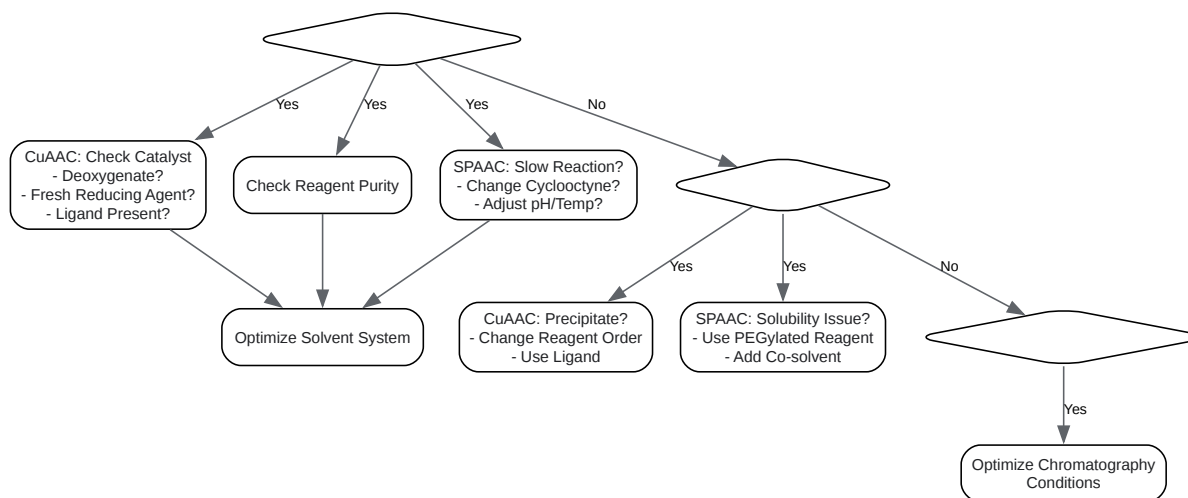 Yes
Yes
Yes
No
CuAAC: Check Catalyst
- Deoxygenate?
- Fresh Reducing Agent?
- Ligand Present?
Check Reagent Purity
SPAAC: Slow Reaction?
- Change Cyclooctyne?
- Adjust pH/Temp?
Yes
Yes
No
Optimize Solvent System
CuAAC: Precipitate?
- Change Reagent Order
- Use Ligand
SPAAC: Solubility Issue?
- Use PEGylated Reagent
- Add Co-solvent
Yes
Optimize Chromatography
Conditions